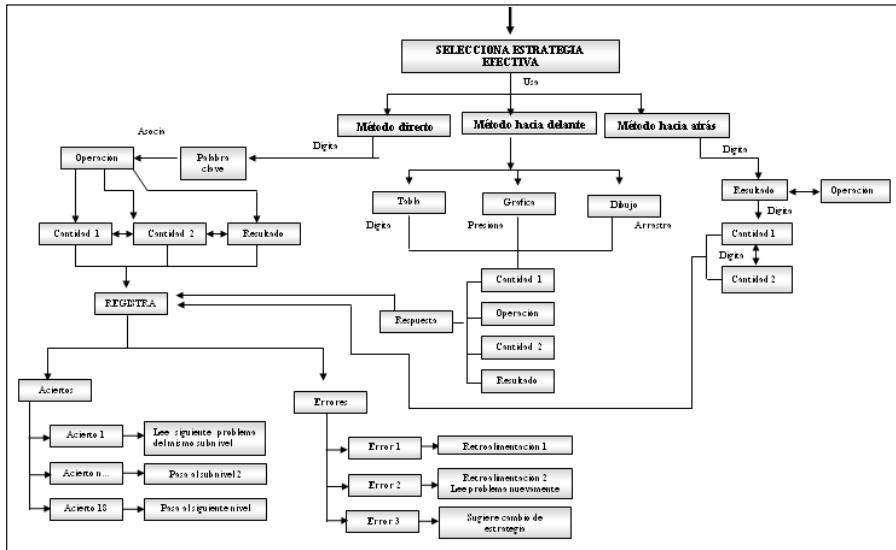 SELECCIONA ESTRATEGIA
EFECTIVA
Usa
Método directo
Método hacia delante
Método hacia atrás
Asocia
Digita
Digita
Operación
Palabra
clave
Tabla
Grafica
Dibujo
Resultado
Operación
Digita
Presiona
Arrastra
Digita
Cantidad 1
Cantidad 2
Resultado
Cantidad 1
Digita
Cantidad 2
Cantidad 1
REGISTRA
Respuesta
Operación
Cantidad 2
Resultado
Aciertos
Errores
Acierto 1
Lee siguiente problema
del mismo subnivel
Error 1
Retroalimentación 1
Acierto n...
Pasa al subnivel 2
Error 2
Retroalimentación 2
Lee problema nuevamente
Acierto 18
Pasa al siguiente nivel
Error 3
Sugiere cambio de
estrategia